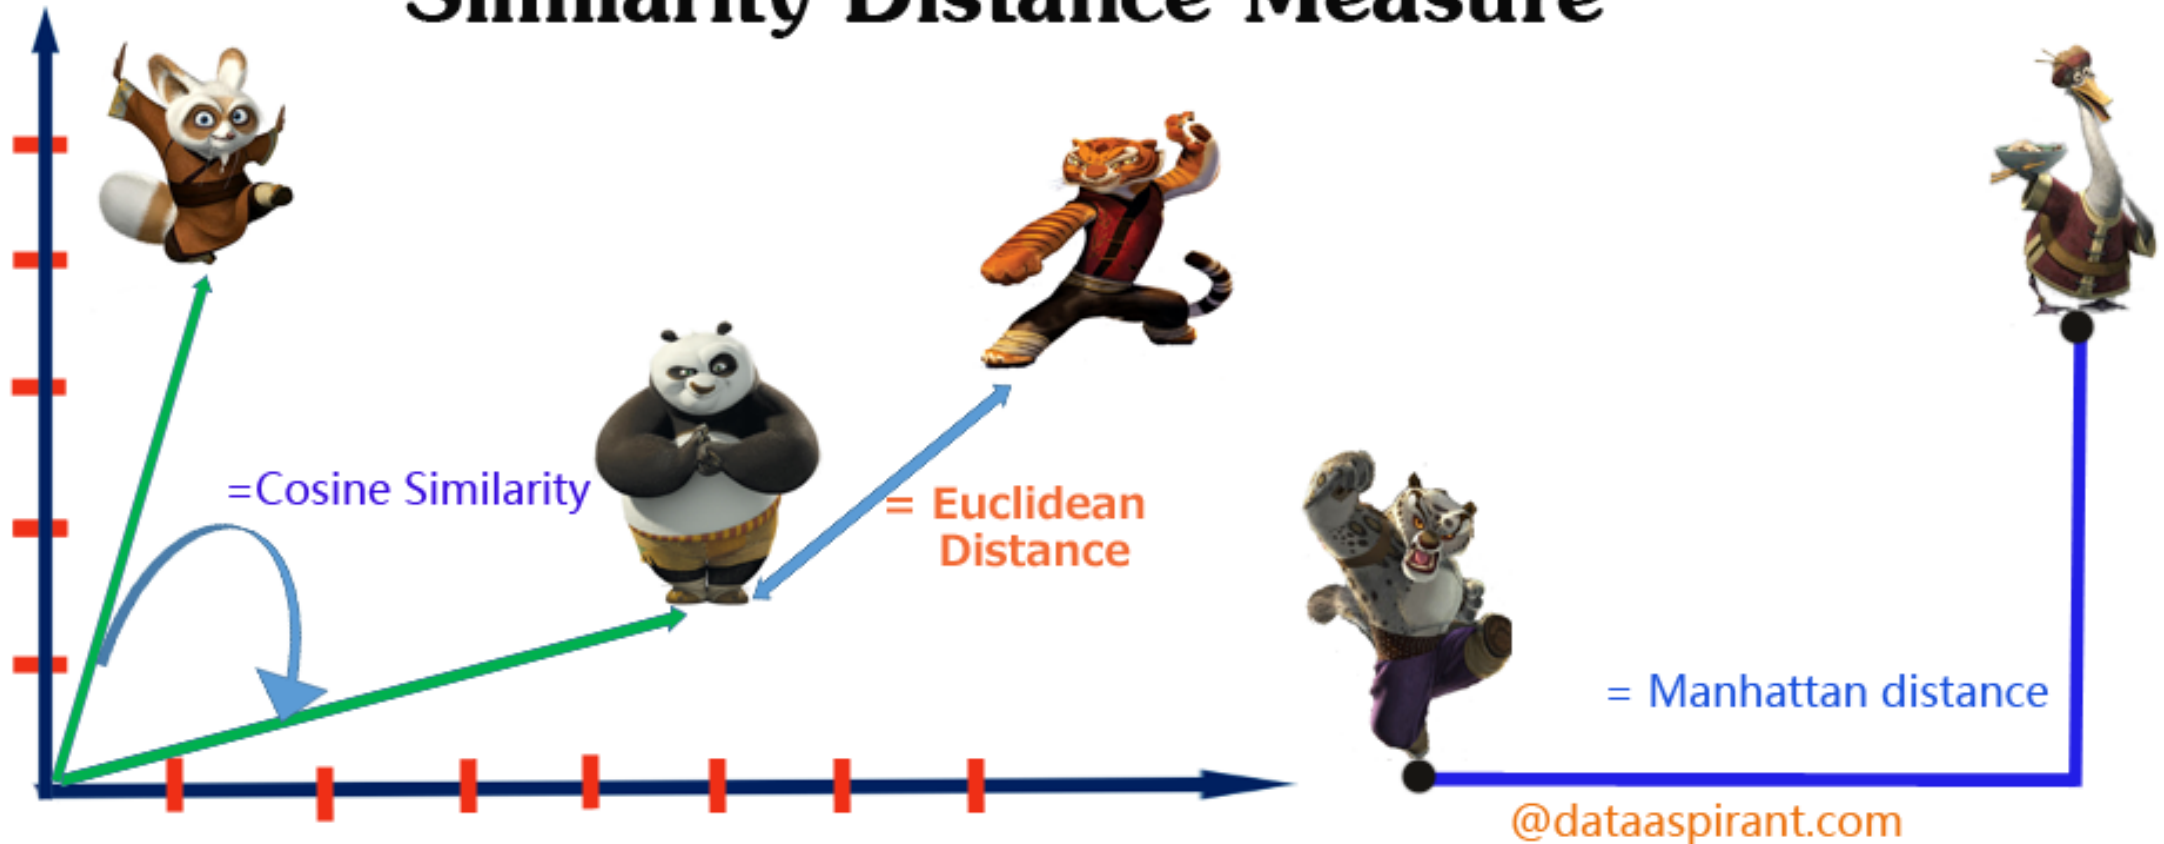 Similarity Distance Measure
=Cosine Similarity
= Euclidean
Distance
= Manhattan distance
@dataaspirant.com